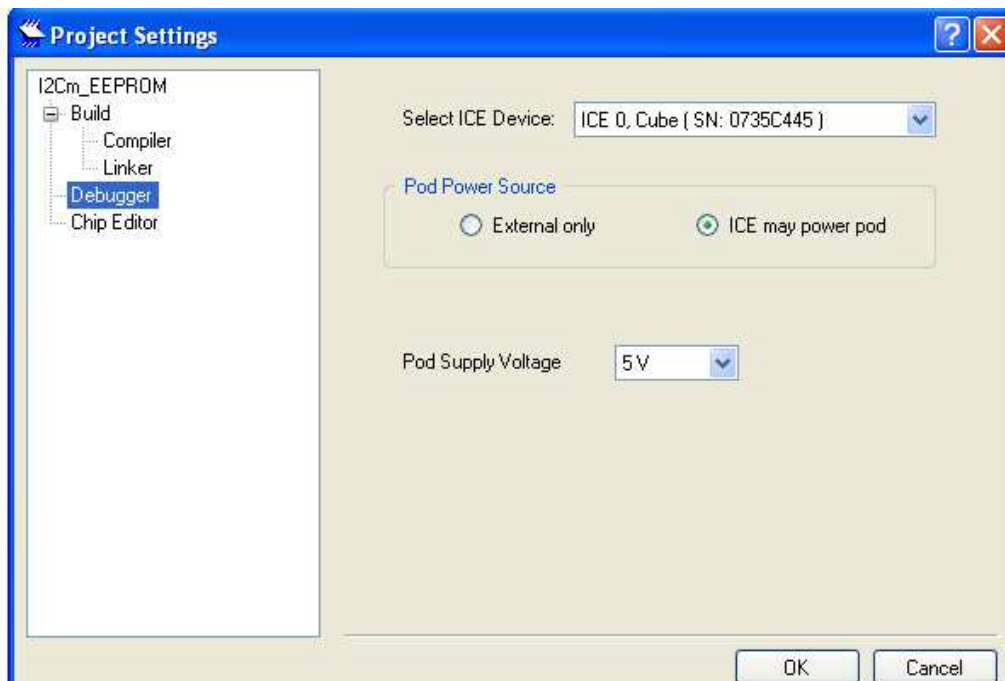 Project Settings
I2Cm_EEPROM
Build
Compiler
Linker
Debugger
Chip Editor
Select ICE Device: ICE 0, Cube ( SN: 0735C445 )
Pod Power Source
External only ICE may power pod
Pod Supply Voltage 5 V
OK Cancel